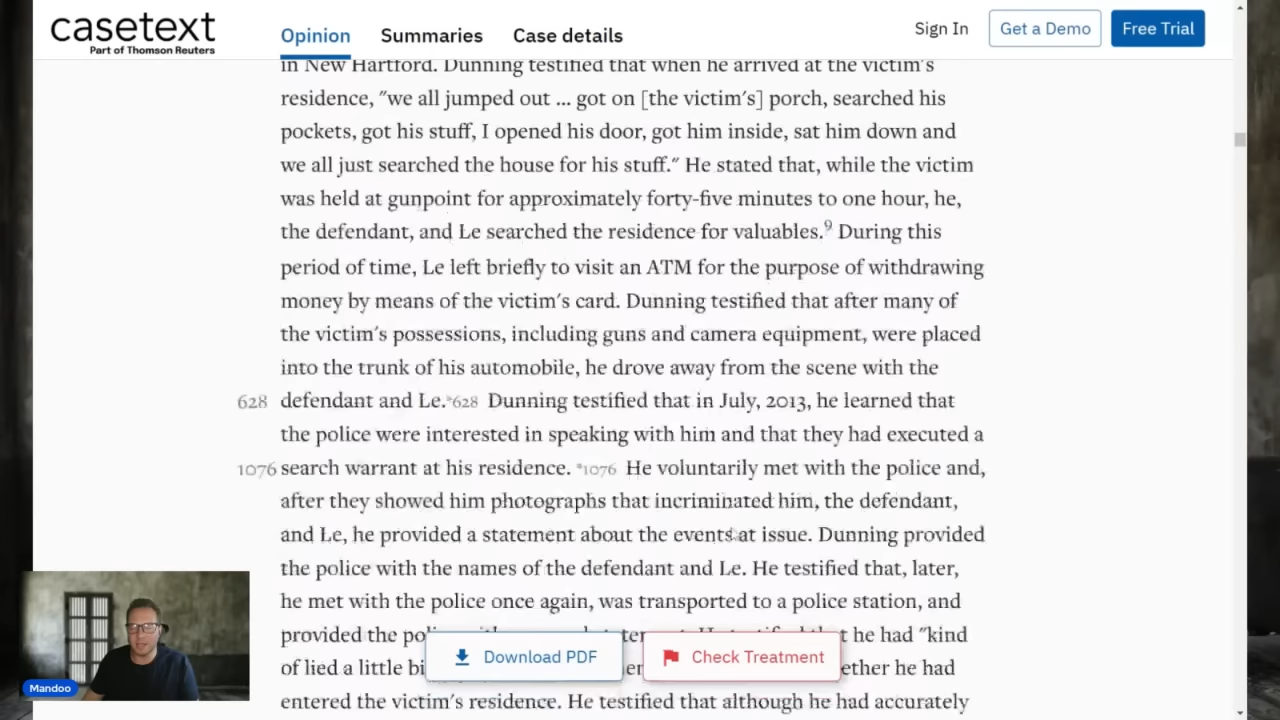 casetext
Part of Thomson Reuters
Opinion Summaries Case details
Sign In Get a Demo Free Trial
in New Hartford. Dunning testified that when he arrived at the victim's
residence, "we all jumped out ... got on [the victim's] porch, searched his
pockets, got his stuff, I opened his door, got him inside, sat him down and
we all just searched the house for his stuff." He stated that, while the victim
was held at gunpoint for approximately forty-five minutes to one hour, he,
the defendant, and Le searched the residence for valuables.9 During this
period of time, Le left briefly to visit an ATM for the purpose of withdrawing
money by means of the victim's card. Dunning testified that after many of
the victim's possessions, including guns and camera equipment, were placed
into the trunk of his automobile, he drove away from the scene with the
628 defendant and Le.*628 Dunning testified that in July, 2013, he learned that
the police were interested in speaking with him and that they had executed a
1076 search warrant at his residence. *1076 He voluntarily met with the police and,
after they showed him photographs that incriminated him, the defendant,
and Le, he provided a statement about the events at issue. Dunning provided
the police with the names of the defendant and Le. He testified that, later,
he met with the police once again, was transported to a police station, and
provided the he had "kind
of lied a little he had
entered the victim's residence. He testified that although he had accurately
Download PDF Check Treatment
Mandoo